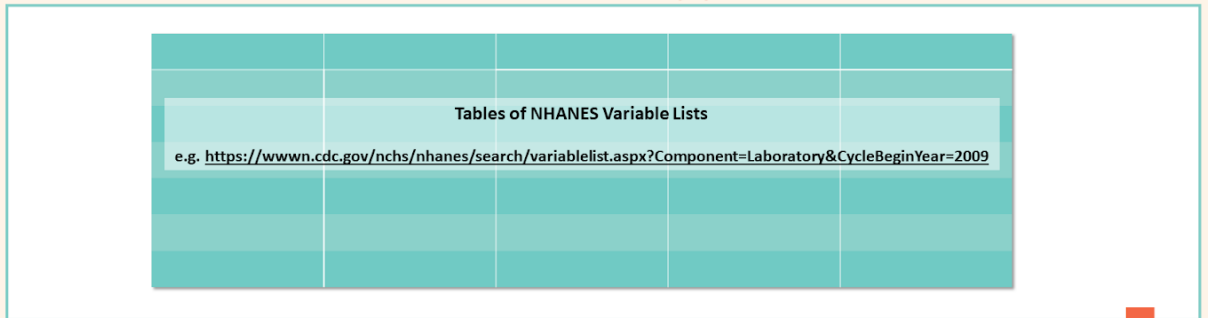 Tables of NHANES Variable Lists
e.g. https://wwwn.cdc.gov/nchs/nhanes/search/variablelist.aspx?Component=Laboratory&CycleBeginYear=2009